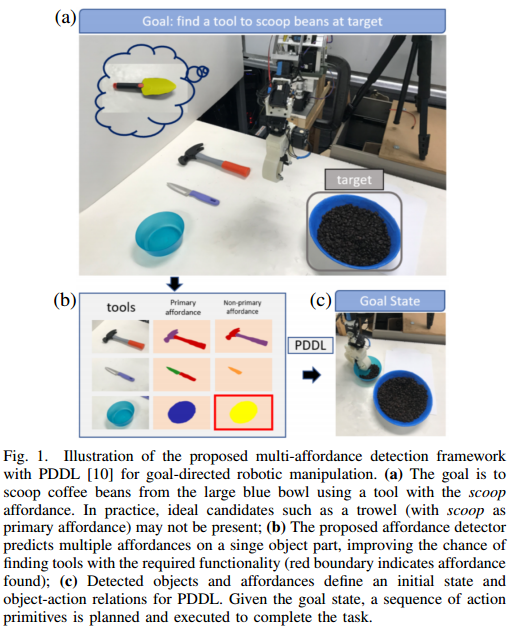 (a)
Goal: find a tool to scoop beans at target
target
(b)
tools
Primary
affordance
Non-primary
affordance
PDDL
(c)
Goal State
Fig. 1. Illustration of the proposed multi-affordance detection framework
with PDDL [10] for goal-directed robotic manipulation. (a) The goal is to
scoop coffee beans from the large blue bowl using a tool with the scoop
affordance. In practice, ideal candidates such as a trowel (with scoop as
primary affordance) may not be present; (b) The proposed affordance detector
predicts multiple affordances on a singe object part, improving the chance of
finding tools with the required functionality (red boundary indicates affordance
found); (c) Detected objects and affordances define an initial state and
object-action relations for PDDL. Given the goal state, a sequence of action
primitives is planned and executed to complete the task.